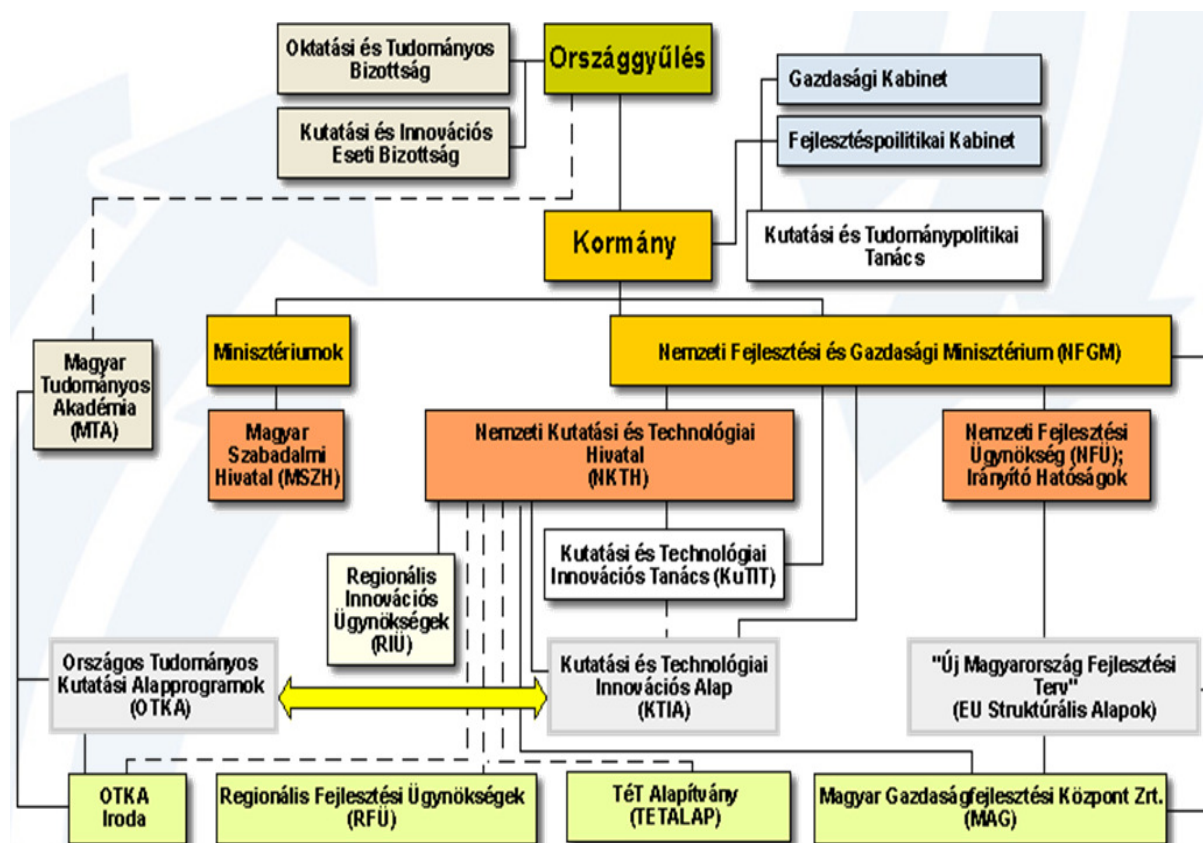 Oktatási és Tudományos
Bizottság
Országgyűlés
Gazdasági Kabinet
Kutatási és Innovációs
Eseti Bizottság
Fejlesztéspoilitikai Kabinet
Kormány
Kutatási és Tudománypolitikai
Tanács
Magyar
Tudományos
Akadémia
(MTA)
Minisztériumok
Nemzeti Fejlesztési és Gazdasági Minisztérium (NFGM)
Magyar
Szabadalmi
Hivatal (MSZH)
Nemzeti Kutatási és Technológiai
Hivatal
(NKTH)
Nemzeti Fejlesztési
Ügynökség (NFÜ);
Irányító Hatóságok
Regionális
Innovációs
Ügynökségek
(RIÜ)
Kutatási és Technológiai
Innovációs Tanács (KuTIT)
Országos Tudományos
Kutatási Alapprogramok
(OTKA)
Kutatási és Technológiai
Innovációs Alap
(KTIA)
"Új Magyarország Fejlesztési
Terv"
(EU Struktúrális Alapok)
OTKA
Iroda
Regionális Fejlesztési Ügynökségek
(RFÜ)
TéT Alapítvány
(TETALAP)
Magyar Gazdaságfejlesztési Központ Zrt.
(MAG)